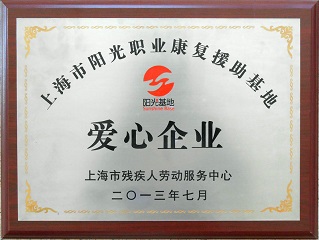 上海市阳光职业康复援助基地
阳光基地
Sunshine Base
爱心企业
上海市残疾人劳动服务中心
二〇一三年七月